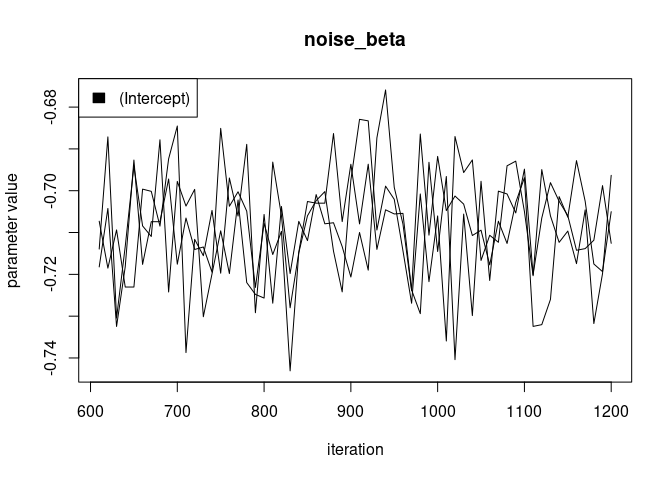 noise_beta
(Intercept)
parameter value
-0.68
-0.70
-0.72
-0.74
600 700 800 900 1000 1100 1200
iteration